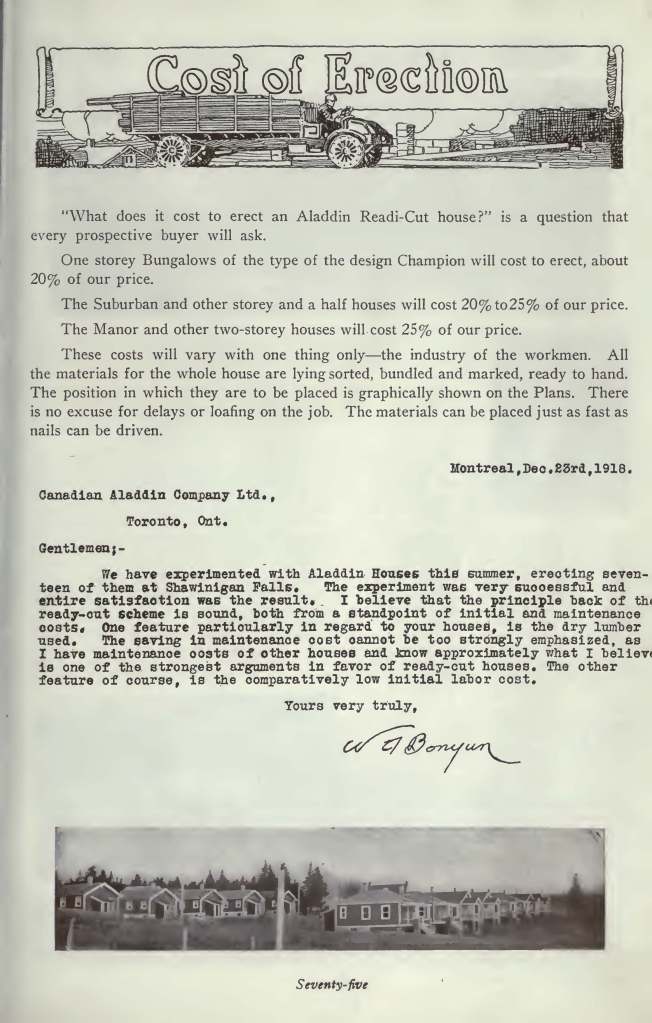 Cost of Erection
"What does it cost to erect an Aladdin Readi-Cut house?" is a question that
every prospective buyer will ask.
One storey Bungalows of the type of the design Champion will cost to erect, about
20% of our price.
The Suburban and other storey and a half houses will cost 20% to 25% of our price.
The Manor and other two-storey houses will cost 25% of our price.
These costs will vary with one thing only—the industry of the workmen. All
the materials for the whole house are lying sorted, bundled and marked, ready to hand.
The position in which they are to be placed is graphically shown on the Plans. There
is no excuse for delays or loafing on the job. The materials can be placed just as fast as
nails can be driven.
Montreal,Dec.23rd,1918.
Canadian Aladdin Company Ltd.,
Toronto, Ont.
Gentlemen;-
We have experimented with Aladdin Houses this summer, erecting seven-
teen of them at Shawinigan Falls. The experiment was very successful and
entire satisfaction was the result. I believe that the principle back of the
ready-cut scheme is sound, both from a standpoint of initial and maintenance
costs. One feature particularly in regard to your houses, is the dry lumber
used. The saving in maintenance cost cannot be too strongly emphasized, as
I have maintenance costs of other houses and know approximately what I believe
is one of the strongest arguments in favor of ready-cut houses. The other
feature of course, is the comparatively low initial labor cost.
Yours very truly,
W A Bonyun
Seventy-five